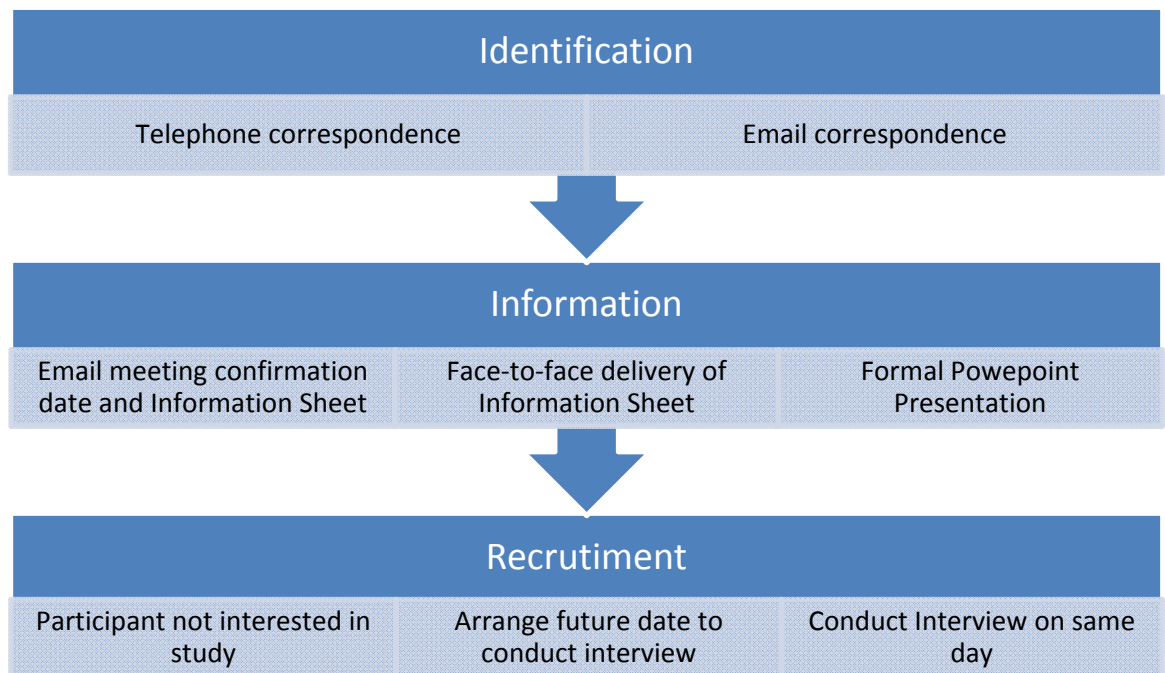 Identification
Telephone correspondence
Email correspondence
Information
Email meeting confirmation
date and Information Sheet
Face-to-face delivery of
Information Sheet
Formal Powepoint
Presentation
Recrutiment
Participant not interested in
study
Arrange future date to
conduct interview
Conduct Interview on same
day